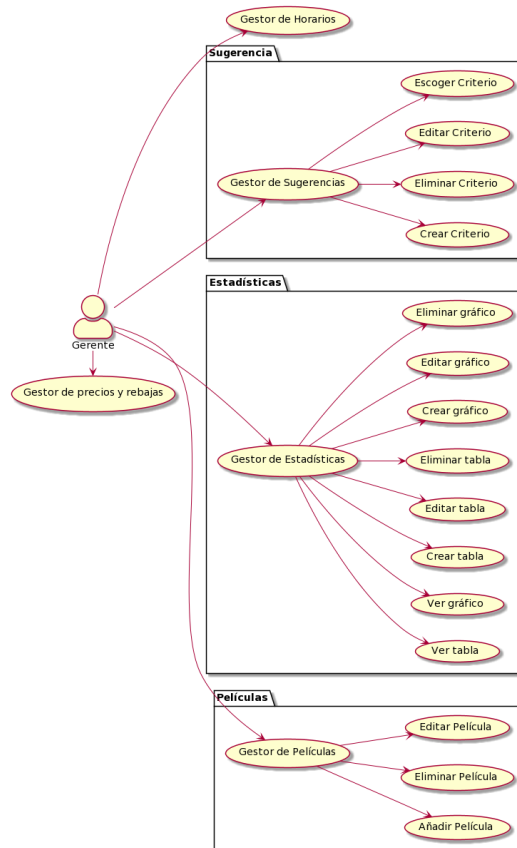 Gestor de Horarios
Sugerencia
Escoger Criterio
Editar Criterio
Gestor de Sugerencias
Eliminar Criterio
Crear Criterio
Estadísticas
Eliminar gráfico
Gerente
Editar gráfico
Gestor de precios y rebajas
Crear gráfico
Gestor de Estadísticas
Eliminar tabla
Editar tabla
Crear tabla
Ver gráfico
Ver tabla
Películas
Editar Película
Gestor de Películas
Eliminar Película
Añadir Película